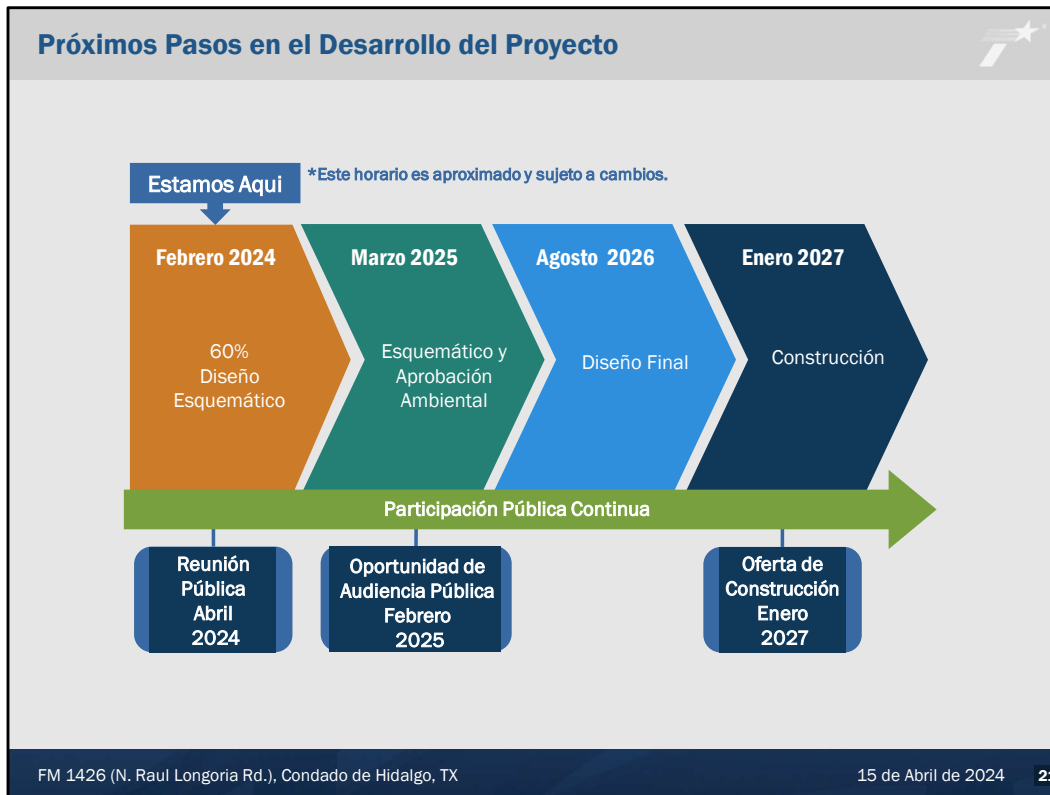 Próximos Pasos en el Desarrollo del Proyecto
Estamos Aqui
*Este horario es aproximado y sujeto a cambios.
Febrero 2024
60%
Diseño
Esquemático
Marzo 2025
Esquemático y
Aprobación
Ambiental
Agosto 2026
Diseño Final
Enero 2027
Construcción
Participación Pública Continua
Reunión
Pública
Abril
2024
Oportunidad de
Audiencia Pública
Febrero
2025
Oferta de
Construcción
Enero
2027
FM 1426 (N. Raul Longoria Rd.), Condado de Hidalgo, TX
15 de Abril de 2024